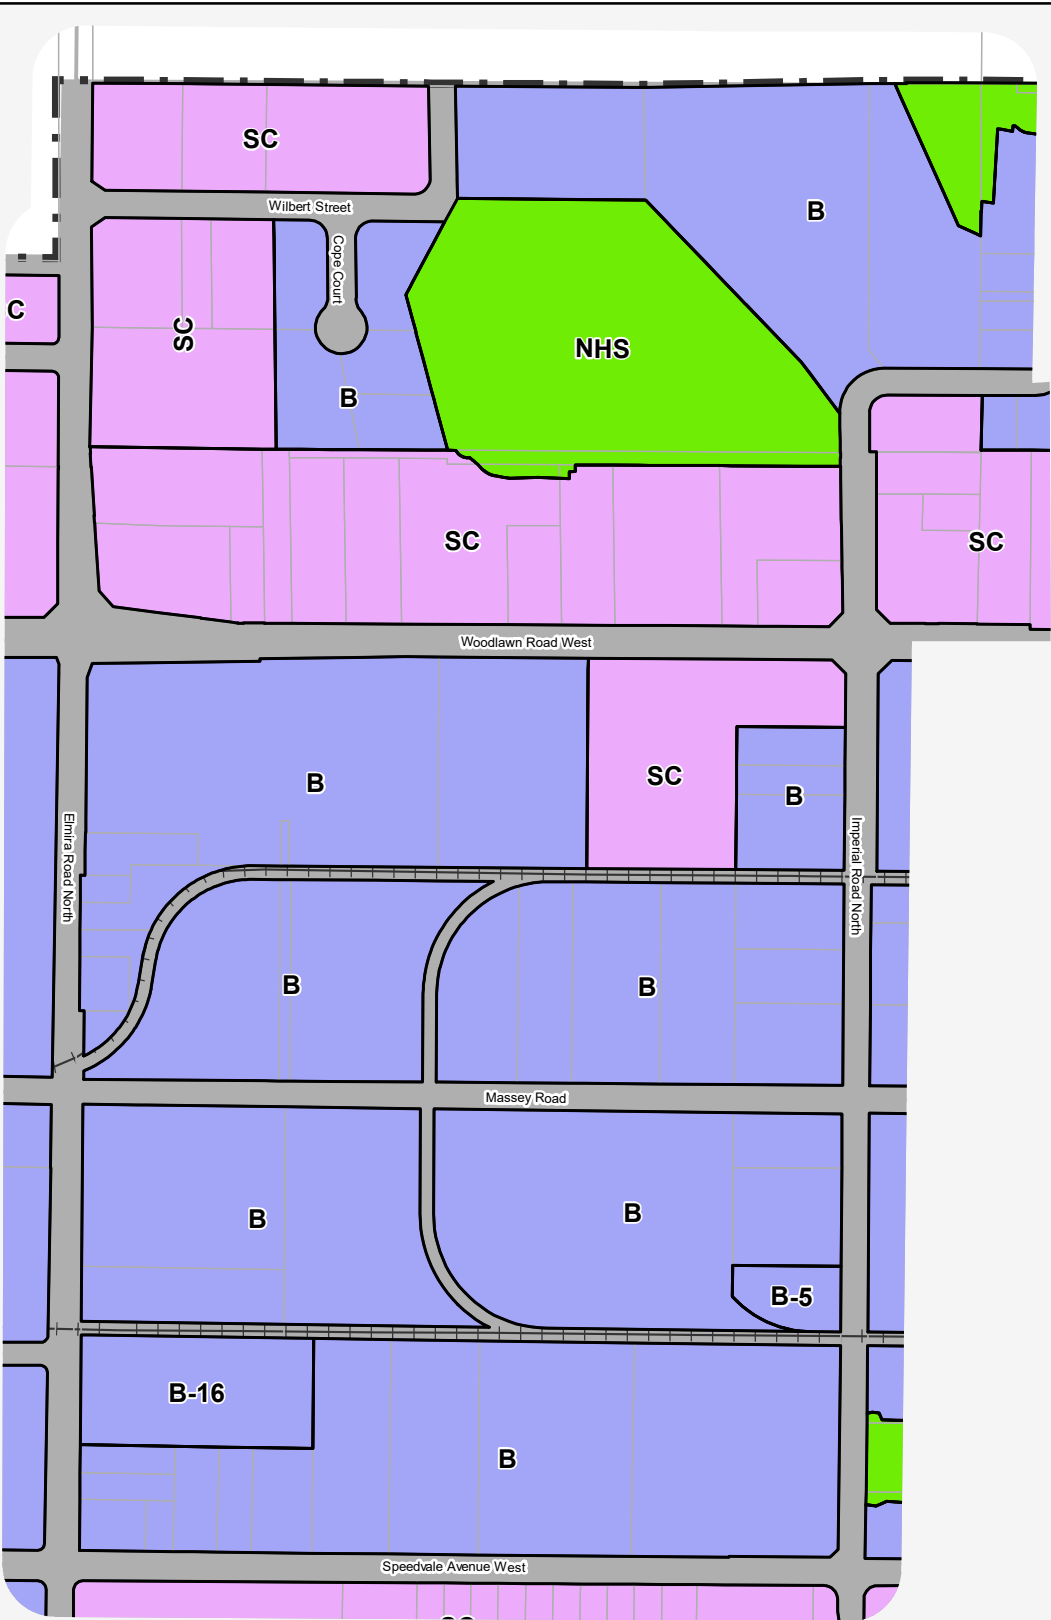 SC
Wilbert Street
B
Cope Court
C
SC
NHS
B
SC
SC
Woodlawn Road West
B
SC
B
Elmira Road North
Imperial Road North
B
B
Massey Road
B
B
B-5
B-16
B
Speedvale Avenue West